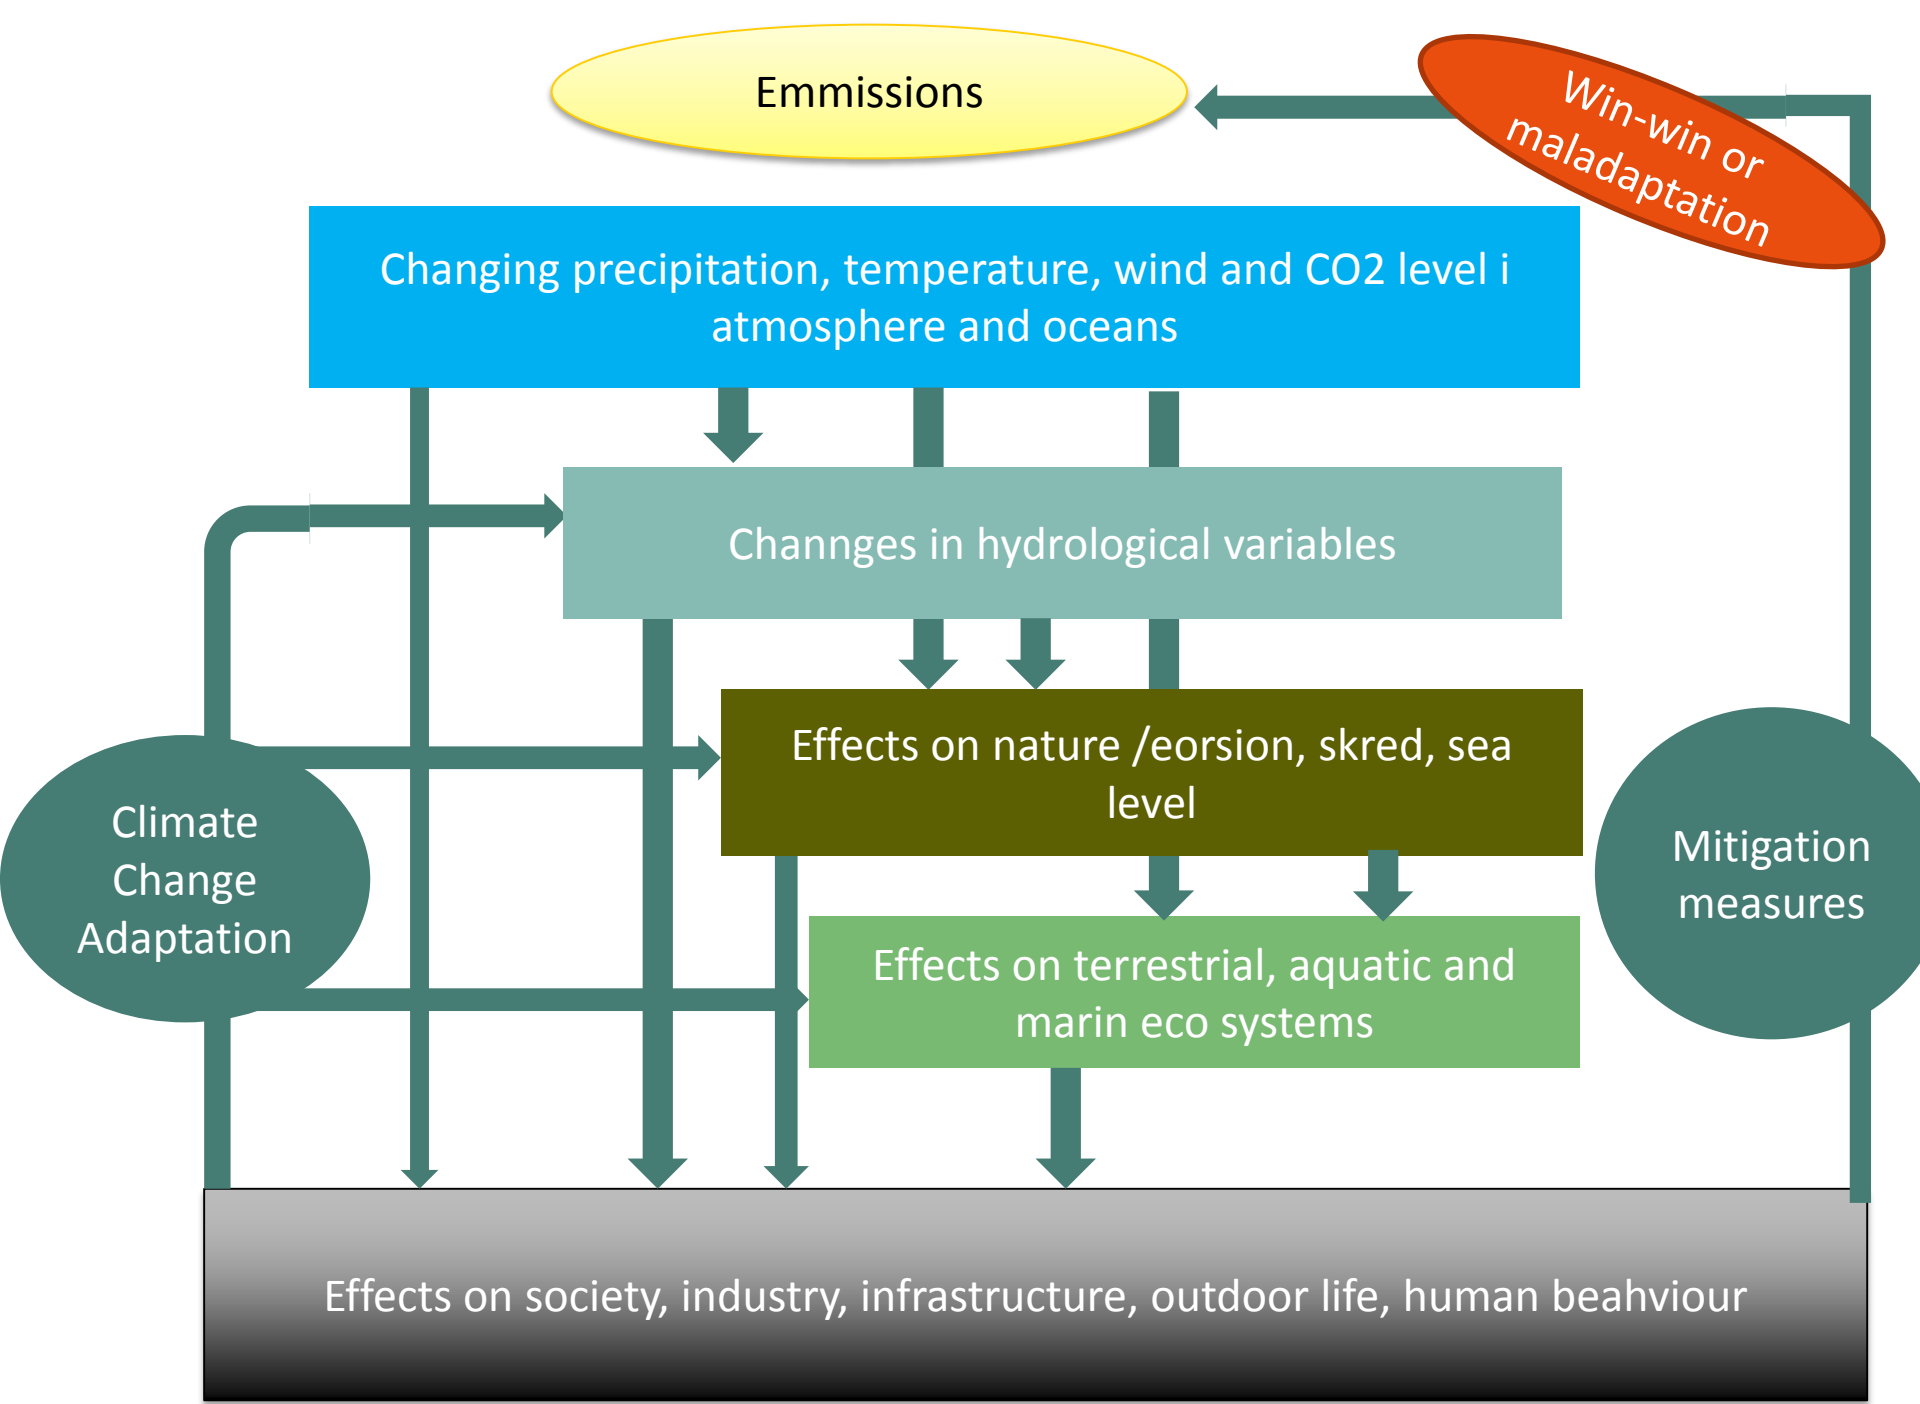 Emmissions
Win-win or
maladaptation
Changing precipitation, temperature, wind and CO2 level i
atmosphere and oceans
Channges in hydrological variables
Effects on nature /eorsion, skred, sea
level
Climate
Change
Adaptation
Mitigation
measures
Effects on terrestrial, aquatic and
marin eco systems
Effects on society, industry, infrastructure, outdoor life, human beahviour